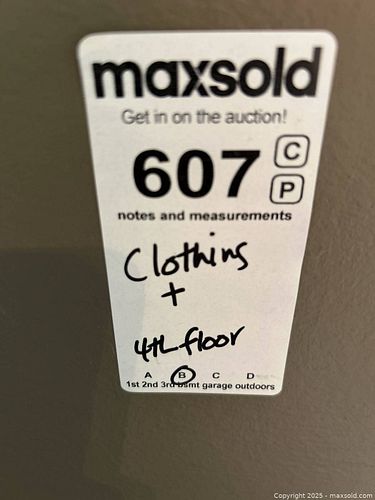 maxsold
Get in on the auction!
607 C
P
notes and measurements
Clothing
+
4th floor
A B C D
1st 2nd 3rd bsmt garage outdoors
Copyright 2025 - maxsold.com